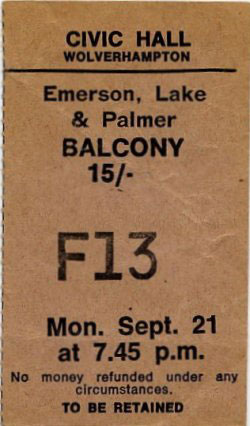 CIVIC HALL
WOLVERHAMPTON
Emerson, Lake
& Palmer
BALCONY
15/-
F13
Mon. Sept. 21
at 7.45 p.m.
No money refunded under any
circumstances.
TO BE RETAINED